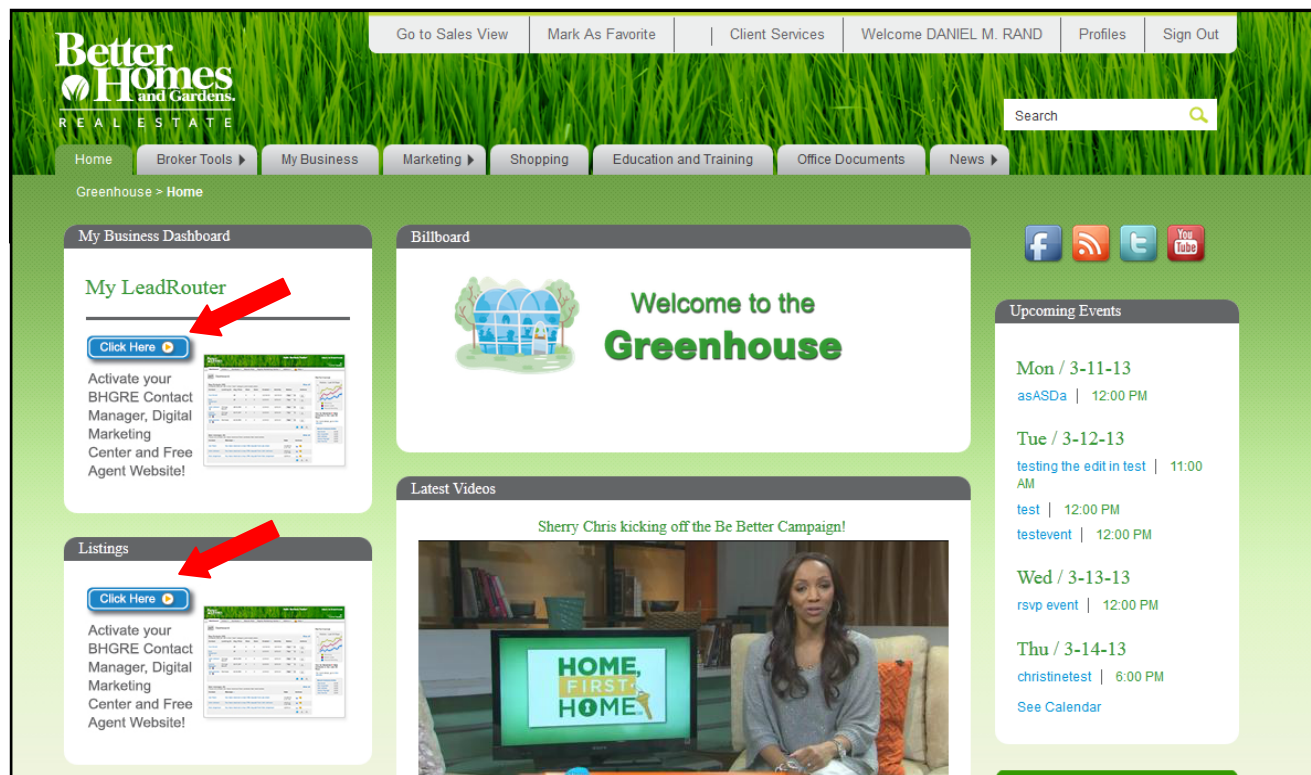 Go to Sales View
Mark As Favorite
| Client Services
Welcome DANIEL M. RAND
Profiles
Sign Out
Better
Homes
and Gardens.
REAL ESTATE
Search
Home
Broker Tools
My Business
Marketing
Shopping
Education and Training
Office Documents
News
Greenhouse > Home
My Business Dashboard
My LeadRouter
Click Here
Activate your
BHGRE Contact
Manager, Digital
Marketing
Center and Free
Agent Website!
Listings
Click Here
Activate your
BHGRE Contact
Manager, Digital
Marketing
Center and Free
Agent Website!
Billboard
Welcome to the
Greenhouse
Latest Videos
Sherry Chris kicking off the Be Better Campaign!
HOME,
FIRST
HOME
You
Tube
Upcoming Events
Mon / 3-11-13
asASDa | 12:00 PM
Tue / 3-12-13
testing the edit in test | 11:00
AM
test | 12:00 PM
testevent | 12:00 PM
Wed / 3-13-13
rsvp event | 12:00 PM
Thu / 3-14-13
christinetest | 6:00 PM
See Calendar